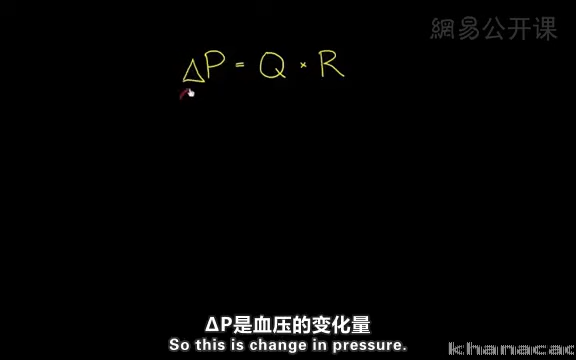 網易公开课
ΔP = Q × R
ΔP是血压的变化量
So this is change in pressure.
khanacac